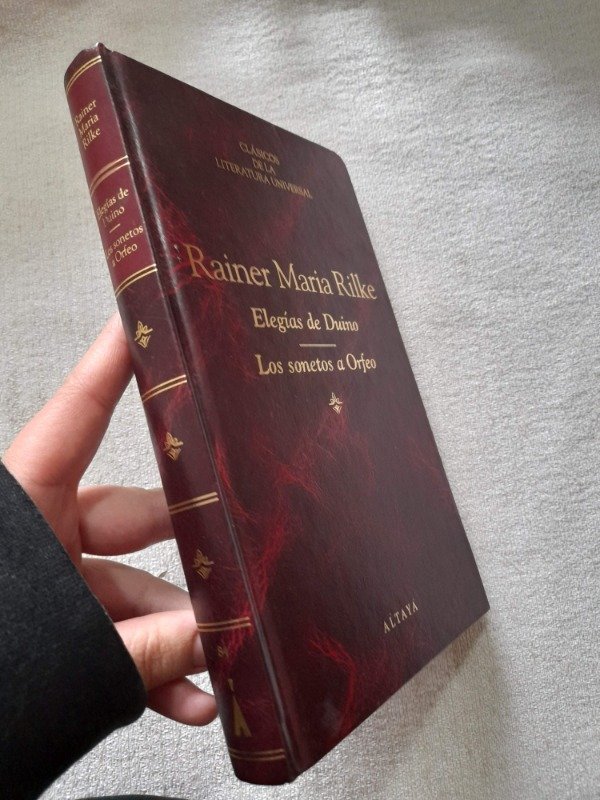 Rainer
Maria
Rilke
Elegías de
Duino
Los sonetos
a Orfeo
CLÁSICOS
DE LA
LITERATURA UNIVERSAL
Rainer Maria Rilke
Elegías de Duino
Los sonetos a Orfeo
ALTAYA